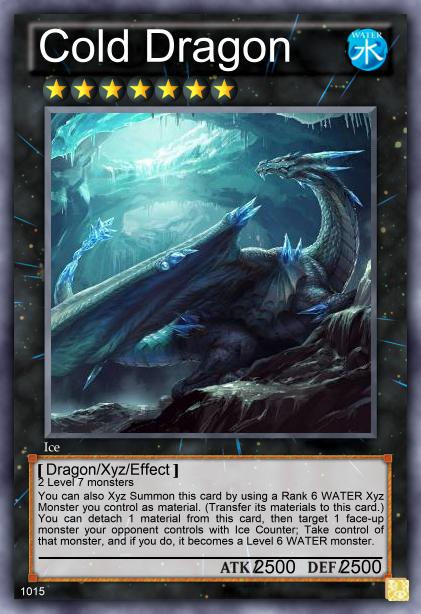 Cold Dragon
WATER
水
Ice
[ Dragon/Xyz/Effect ]
2 Level 7 monsters
You can also Xyz Summon this card by using a Rank 6 WATER Xyz
Monster you control as material. (Transfer its materials to this card.)
You can detach 1 material from this card, then target 1 face-up
monster your opponent controls with Ice Counter; Take control of
that monster, and if you do, it becomes a Level 6 WATER monster.
ATK/2500 DEF/2500
1015